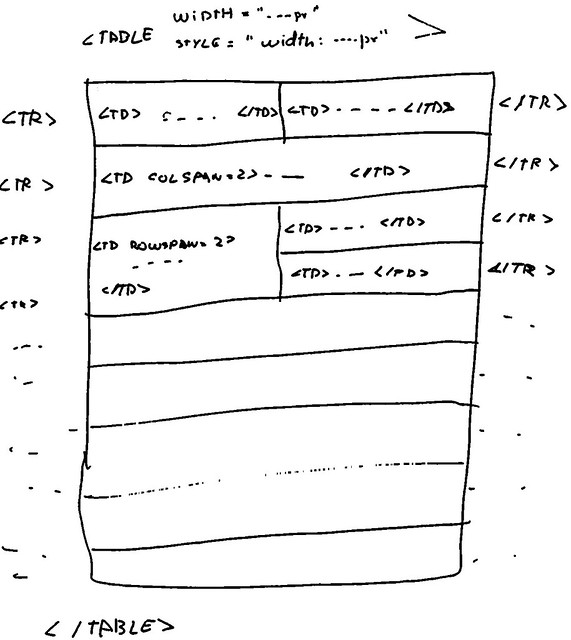 WIDTH = "----px"
<TABLE STYLE = "width: ----px" >
<TR> <TD> ---- </TD> <TD> ---- </TD> </TR>
<TR> <TD COLSPAN=2> --- </TD> </TR>
<TR> <TD ROWSPAN=2> <TD> --- </TD> </TR>
----
<TR> </TD> <TD> -- </TD> </TR>
</TABLE>